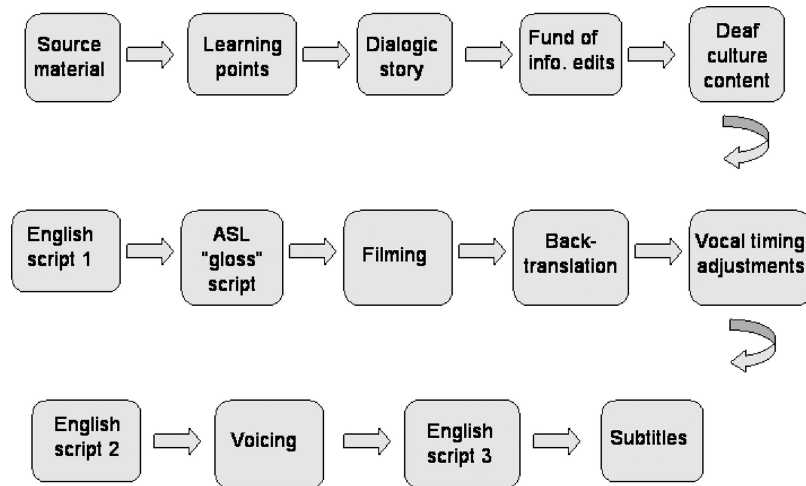 Source
material
Learning
points
Dialogic
story
Fund of
info. edits
Deaf
culture
content
English
script 1
ASL
"gloss"
script
Filming
Back-
translation
Vocal timing
adjustments
English
script 2
Voicing
English
script 3
Subtitles